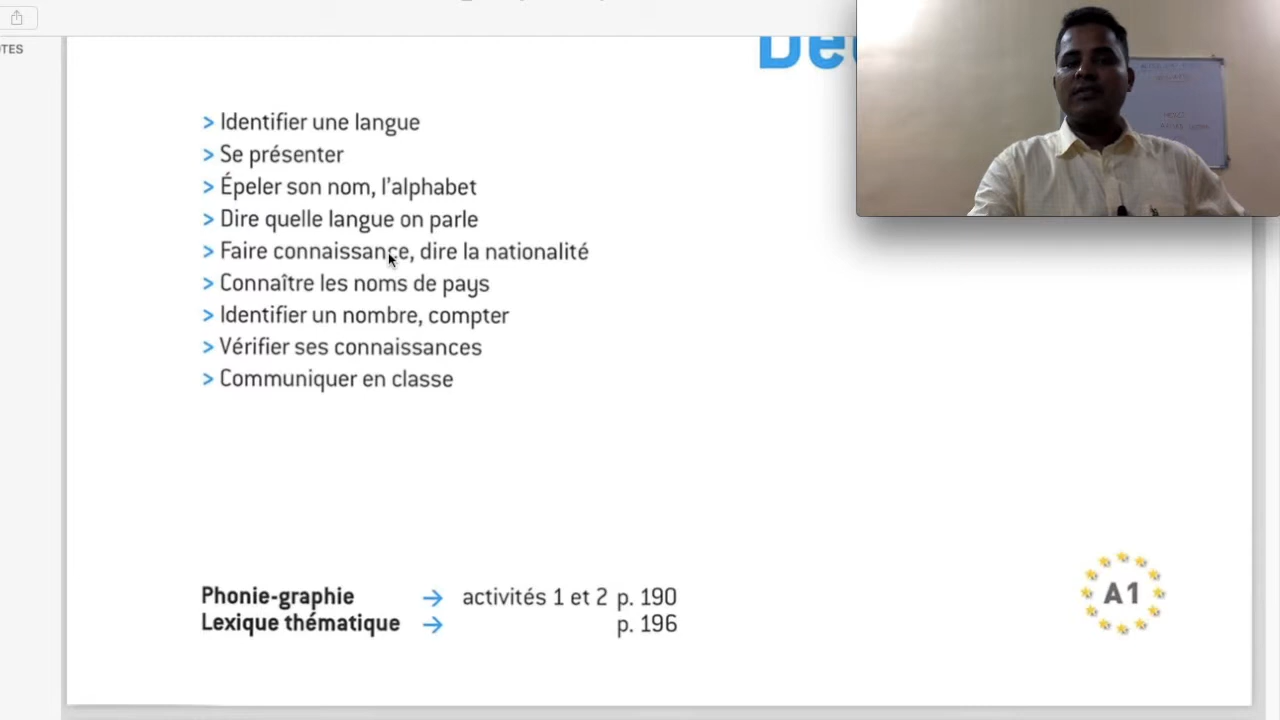 TES
> Identifier une langue
> Se présenter
> Épeler son nom, l'alphabet
> Dire quelle langue on parle
> Faire connaissance, dire la nationalité
> Connaître les noms de pays
> Identifier un nombre, compter
> Vérifier ses connaissances
> Communiquer en classe
Phonie-graphie → activités 1 et 2 p. 190
Lexique thématique → p. 196
A1